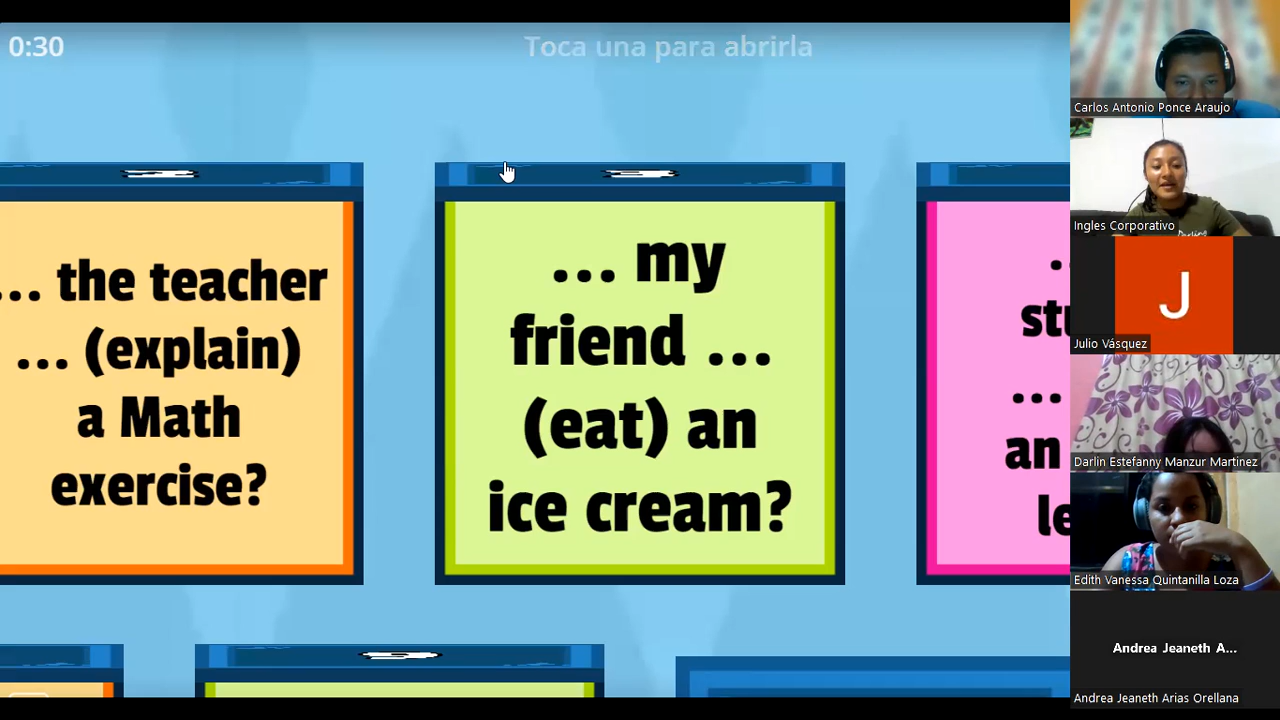 0:30
Toca una para abrirla
... the teacher
... (explain)
a Math
exercise?
... my
friend ...
(eat) an
ice cream?
...
an
Carlos Antonio Ponce Araujo
Ingles Corporativo
J
Julio Vásquez
Darlin Estefanny Manzur Martinez
Edith Vanessa Quintanilla Loza
Andrea Jeaneth A...
Andrea Jeaneth Arias Orellana